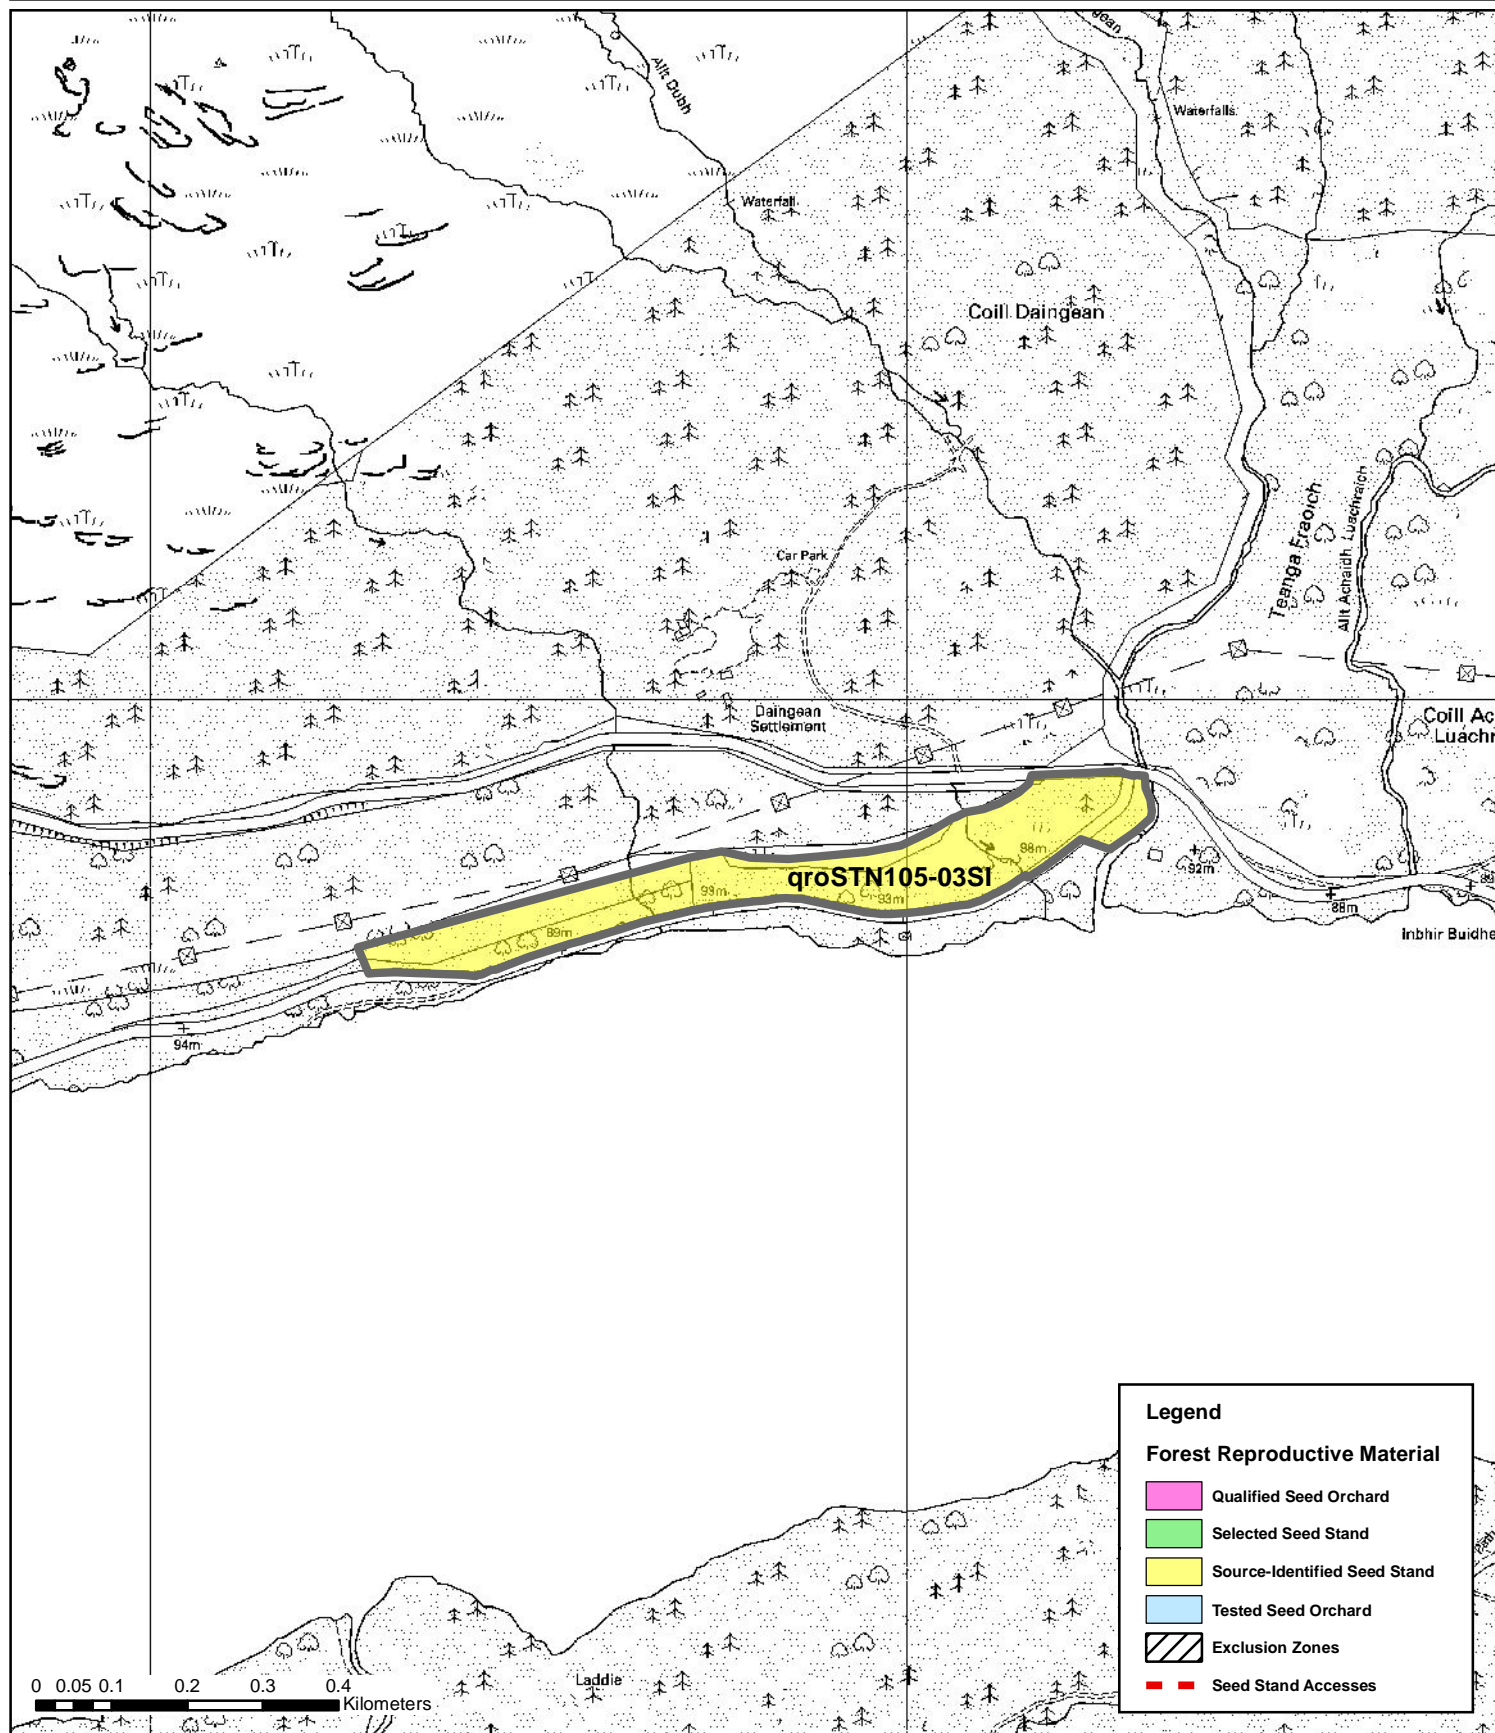 Allt Dubh
Waterfalls
Waterfall
Coill Daingean
Teanga Fraoich
Allt Achaidh Luachraich
Car Park
Daingean
Settlement
Coill Ac
Luachr
qroSTN105-03SI
98m
93m
93m
89m
92m
88m
94m
Inbhir Buidhe
Laddie
Legend
Forest Reproductive Material
Qualified Seed Orchard
Selected Seed Stand
Source-Identified Seed Stand
Tested Seed Orchard
Exclusion Zones
Seed Stand Accesses
0 0.05 0.1 0.2 0.3 0.4
Kilometers